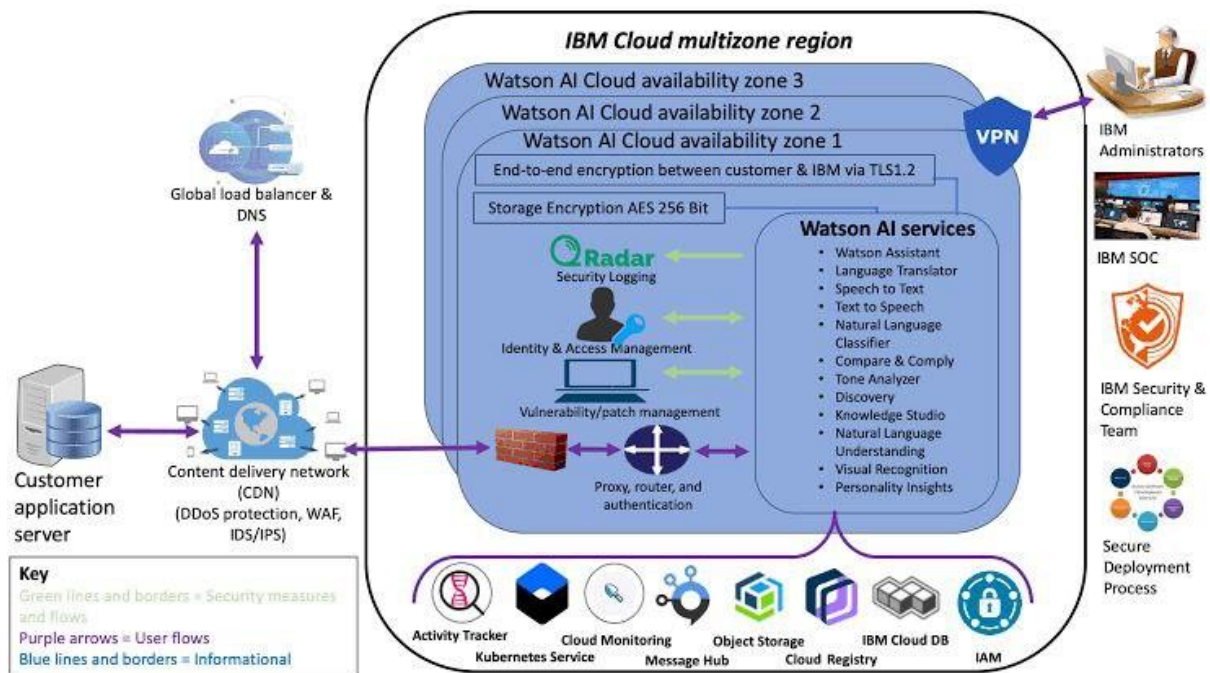 IBM Cloud multizone region
Watson AI Cloud availability zone 3
Watson AI Cloud availability zone 2
Watson AI Cloud availability zone 1
VPN
End-to-end encryption between customer & IBM via TLS1.2
Storage Encryption AES 256 Bit
IBM
Administrators
IBM SOC
IBM Security &
Compliance
Team
Secure
Deployment
Process
Global load balancer &
DNS
QRadar
Security Logging
Identity & Access Management
Vulnerability/patch management
Proxy, router, and
authentication
Watson AI services
• Watson Assistant
• Language Translator
• Speech to Text
• Text to Speech
• Natural Language
Classifier
• Compare & Comply
• Tone Analyzer
• Discovery
• Knowledge Studio
• Natural Language
Understanding
• Visual Recognition
• Personality Insights
Customer
application
server
Content delivery network
(CDN)
(DDoS protection, WAF,
IDS/IPS)
Key
Green lines and borders = Security measures
and flows
Purple arrows = User flows
Blue lines and borders = Informational
Activity Tracker
Kubernetes Service
Cloud Monitoring
Message Hub
Object Storage
Cloud Registry
IBM Cloud DB
IAM